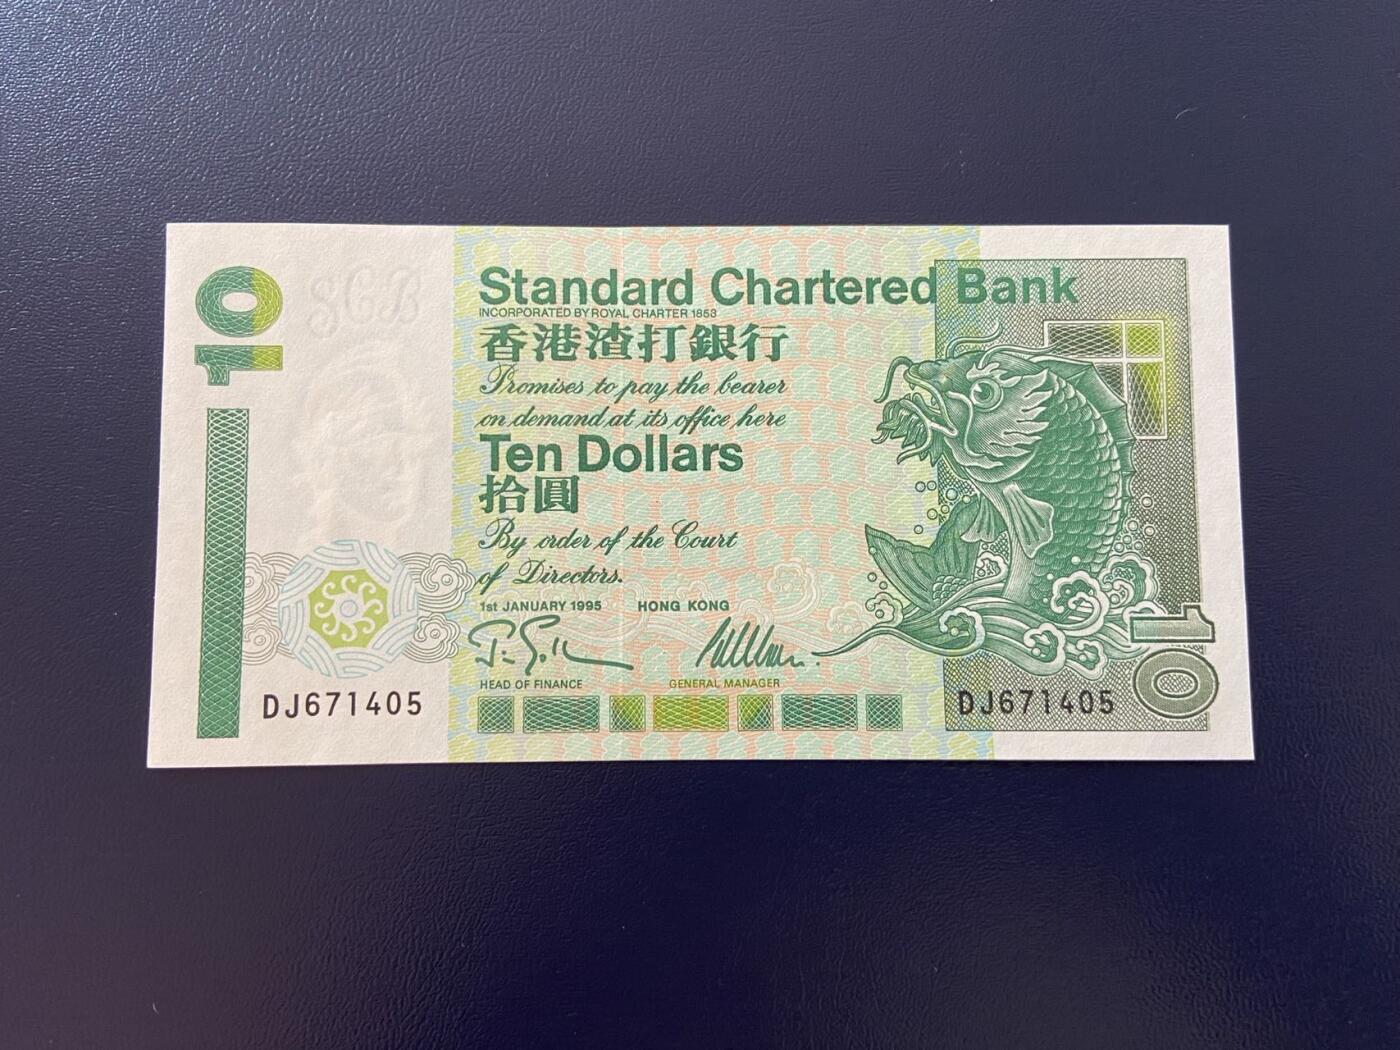 10
SCB
Standard Chartered Bank
INCORPORATED BY ROYAL CHARTER 1853
香港渣打銀行
Promises to pay the bearer
on demand at its office here
Ten Dollars
拾圓
By order of the Court
of Directors.
1st JANUARY 1995 HONG KONG
HEAD OF FINANCE GENERAL MANAGER
DJ671405
DJ671405
10